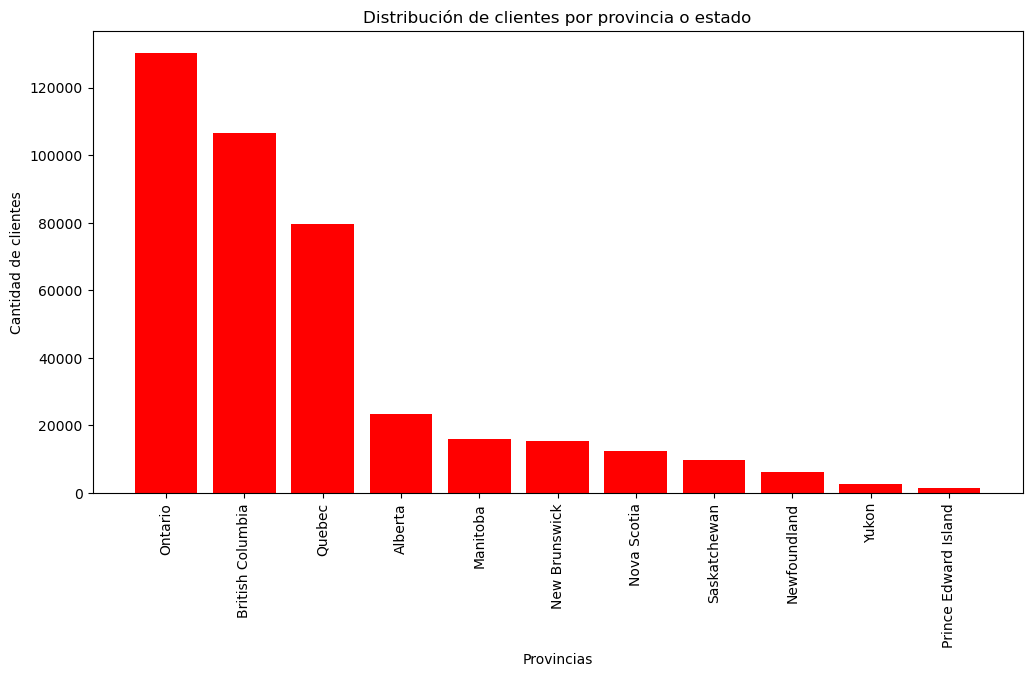 Distribución de clientes por provincia o estado
Cantidad de clientes
120000
100000
80000
60000
40000
20000
0
Ontario
British Columbia
Quebec
Alberta
Manitoba
New Brunswick
Nova Scotia
Saskatchewan
Newfoundland
Yukon
Prince Edward Island
Provincias